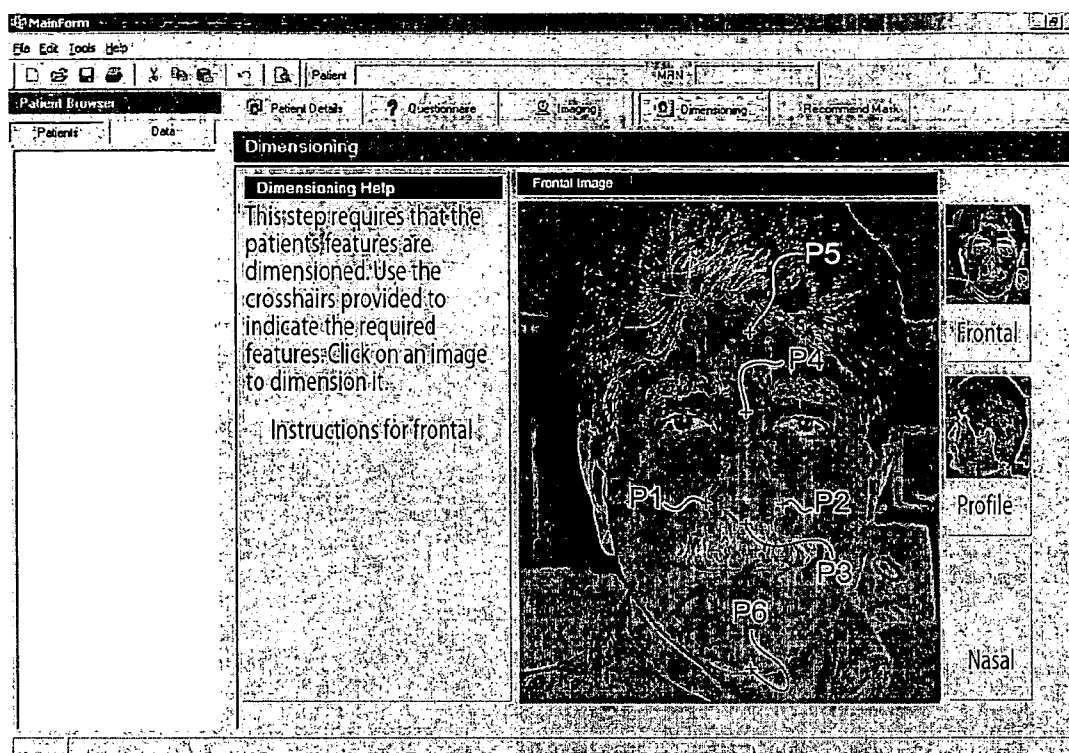 MainForm
File Edit Tools Help
Patient
MRN
Patient Browser
Patients Data
Patient Details
? Questionnaire
Imaging
Dimensioning
Recommend Mask
Dimensioning
Dimensioning Help
This step requires that the
patients features are
dimensioned. Use the
crosshairs provided to
indicate the required
features. Click on an image
to dimension it.
Instructions for frontal
Frontal Image
P5
P4
P1
P2
P3
P6
Frontal
Profile
Nasal